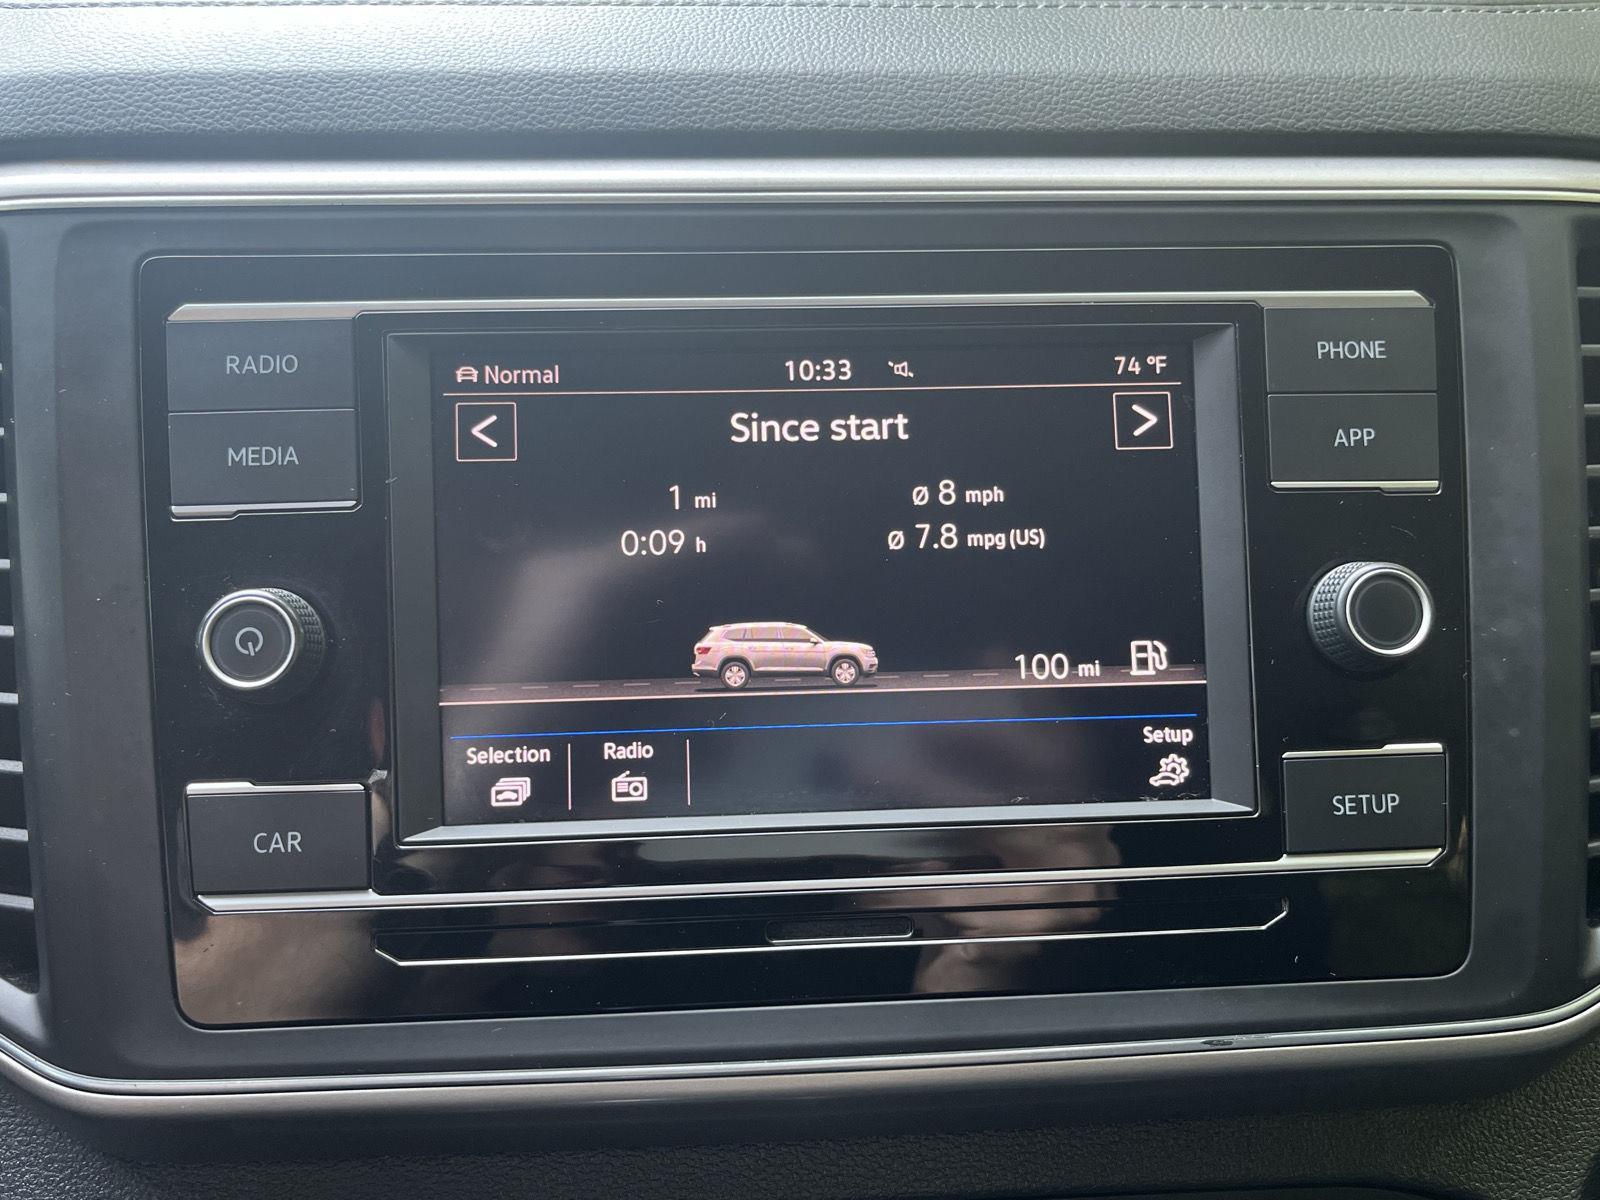 RADIO
MEDIA
PHONE
APP
Normal
10:33
74 °F
<
Since start
>
1 mi
Ø 8 mph
0:09 h
Ø 7.8 mpg (US)
100 mi
Selection
Radio
Setup
CAR
SETUP